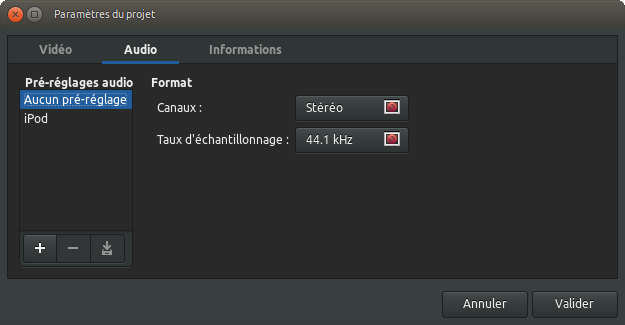 Paramètres du projet
Vidéo Audio Informations
Pré-réglages audio
Aucun pré-réglage
iPod
Format
Canaux : Stéréo
Taux d'échantillonnage : 44.1 kHz
Annuler Valider